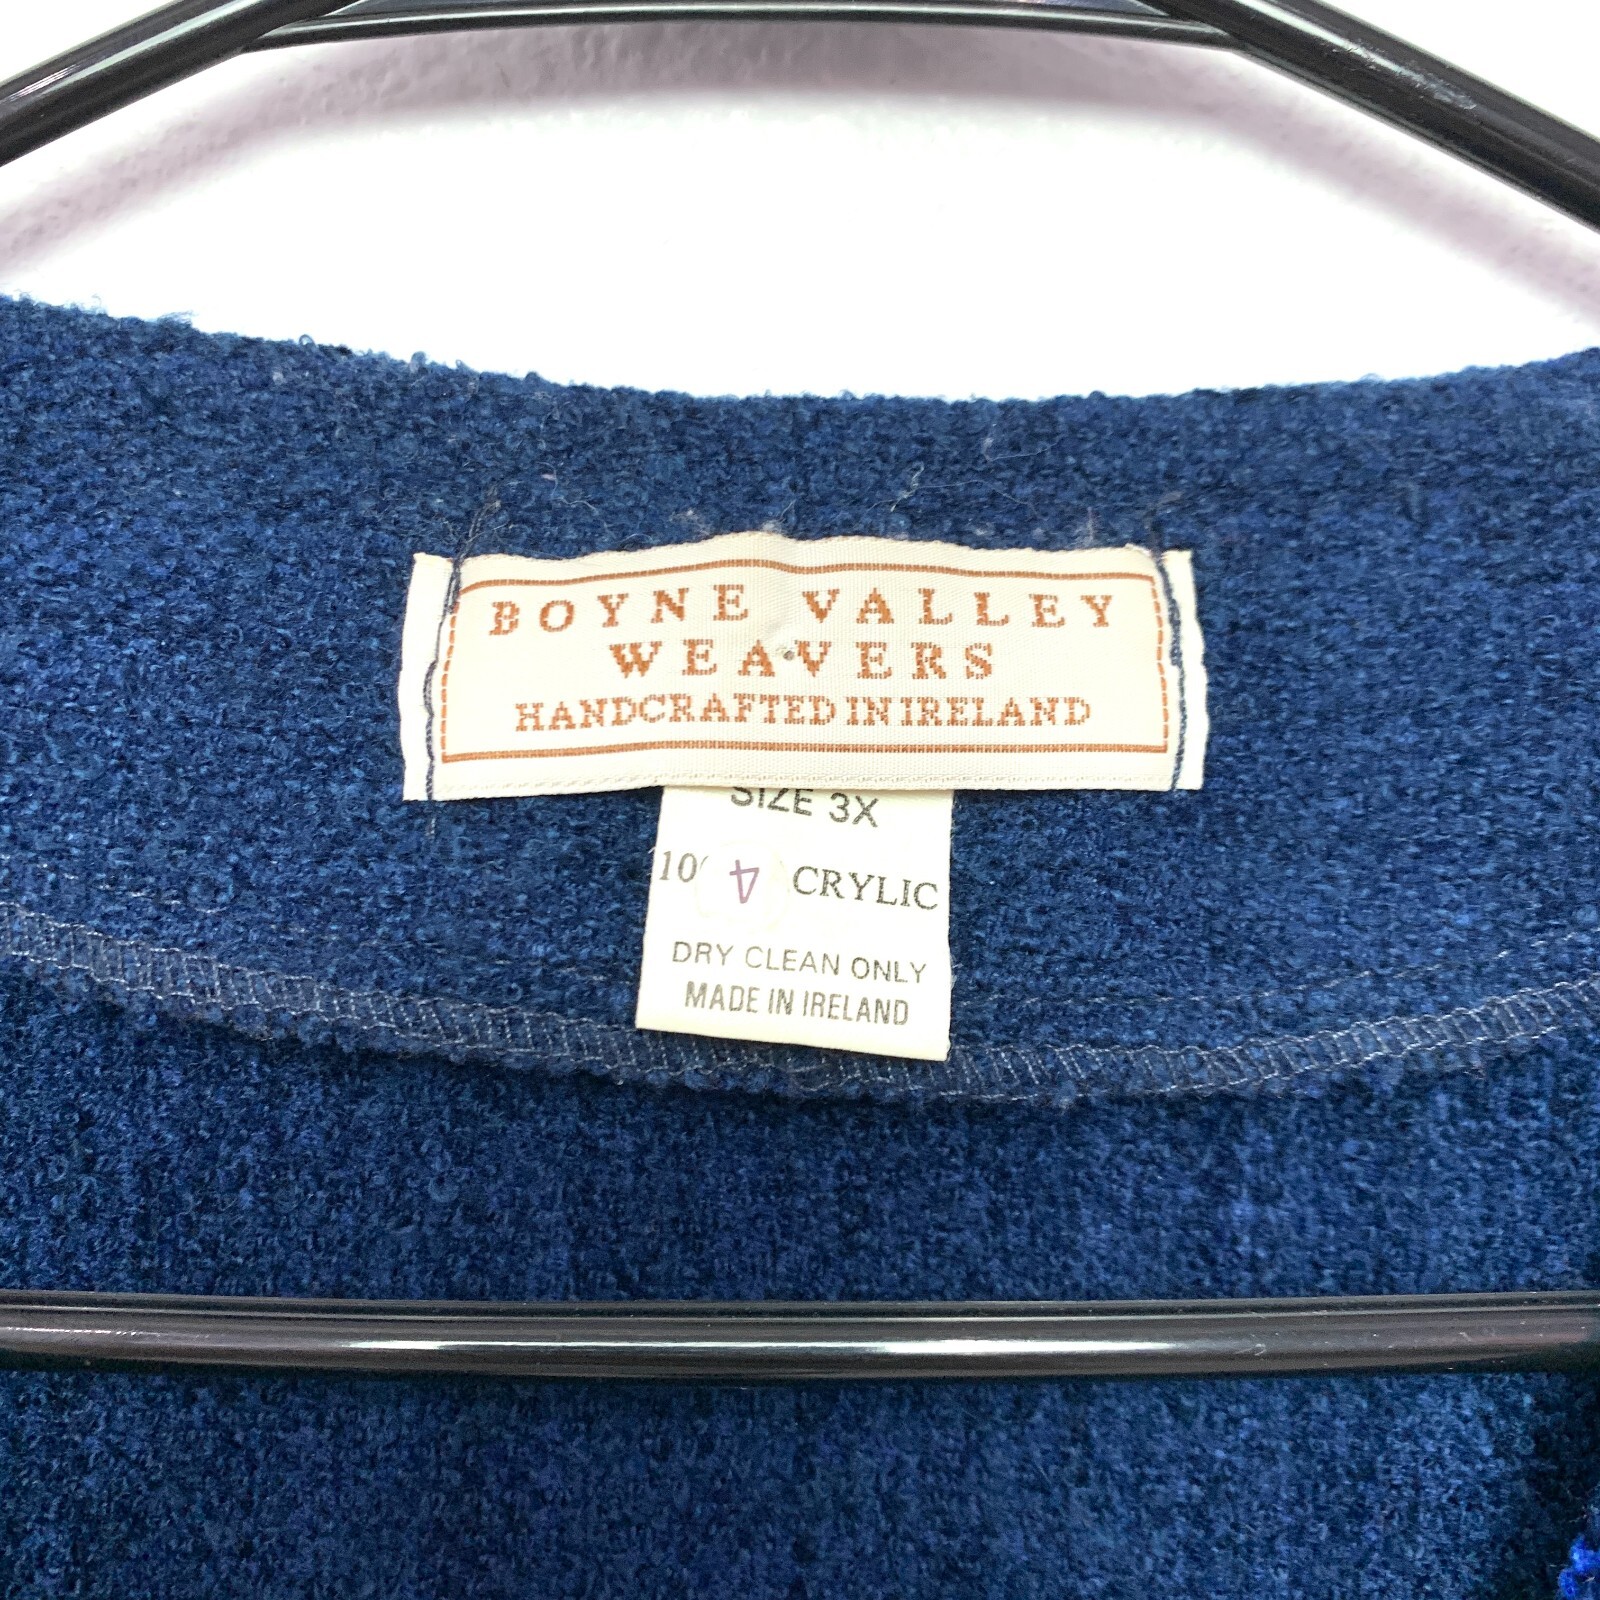 BOYNE VALLEY
WEAVERS
HANDCRAFTED IN IRELAND
SIZE 3X
10 4 CRYLIC
DRY CLEAN ONLY
MADE IN IRELAND